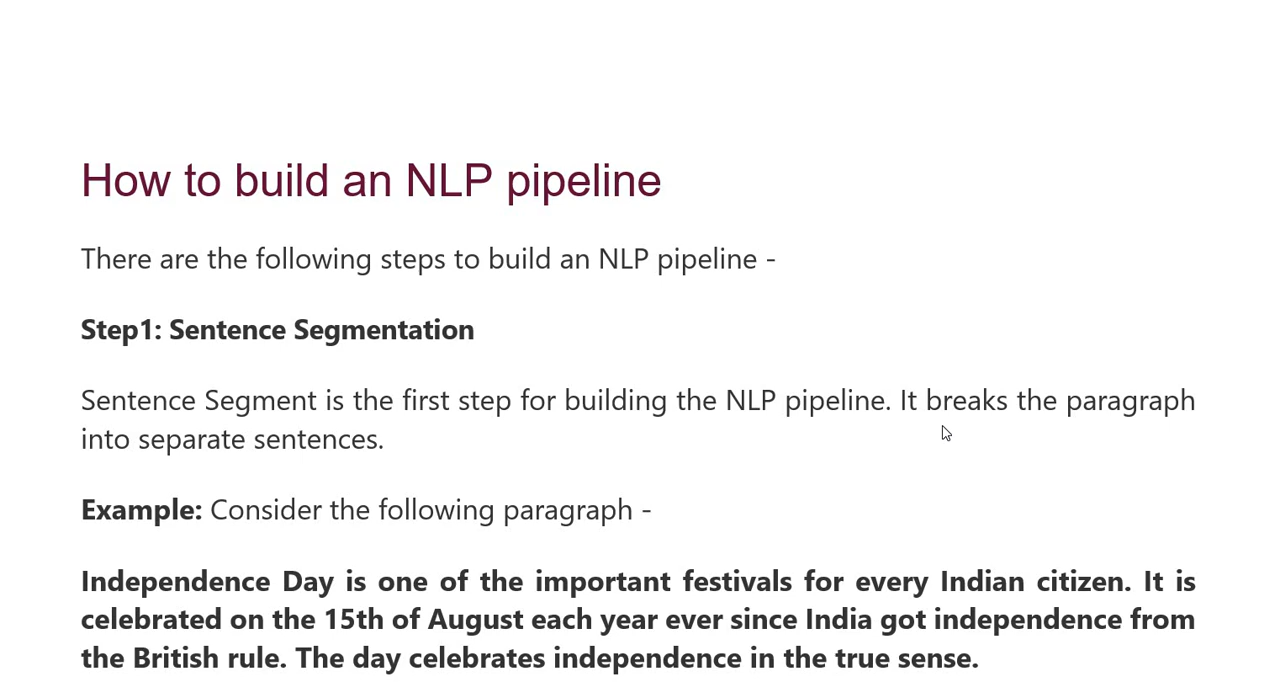 How to build an NLP pipeline
There are the following steps to build an NLP pipeline -
Step1: Sentence Segmentation
Sentence Segment is the first step for building the NLP pipeline. It breaks the paragraph
into separate sentences.
Example: Consider the following paragraph -
Independence Day is one of the important festivals for every Indian citizen. It is
celebrated on the 15th of August each year ever since India got independence from
the British rule. The day celebrates independence in the true sense.